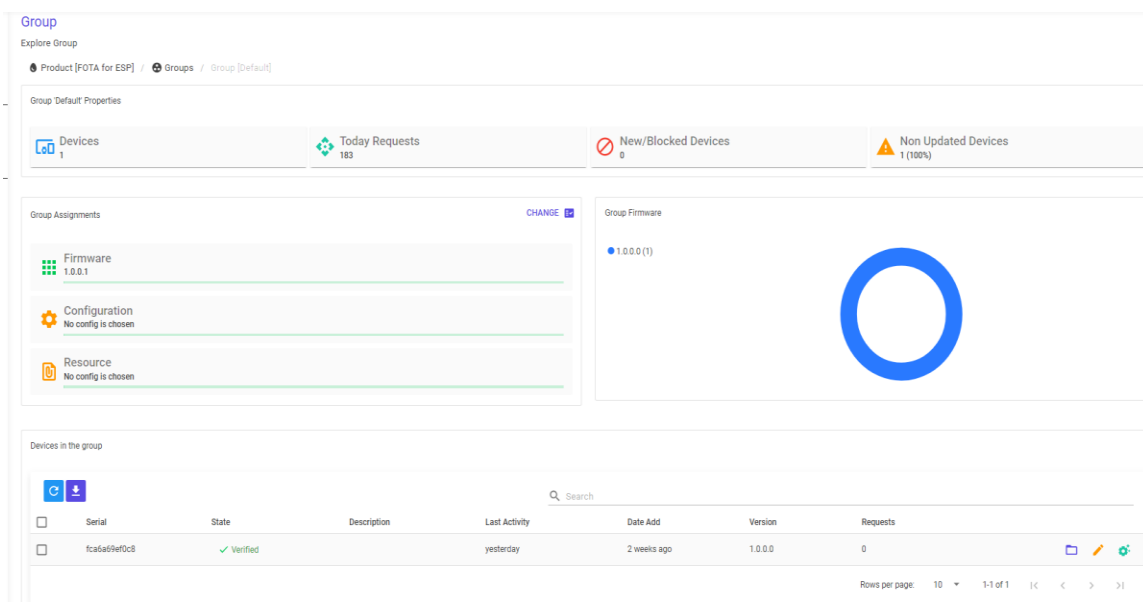 Group
Explore Group
Product [FOTA for ESP] / Groups / Group [Default]
Group 'Default' Properties
Devices
1
Today Requests
183
New/Blocked Devices
0
Non Updated Devices
1 (100%)
Group Assignments
CHANGE
Firmware
1.0.0.1
Configuration
No config is chosen
Resource
No config is chosen
Group Firmware
1.0.0.0 (1)
Devices in the group
Search
Serial State Description Last Activity Date Add Version Requests
fca6a69ef0c8 Verified yesterday 2 weeks ago 1.0.0.0 0
Rows per page: 10 1-1 of 1